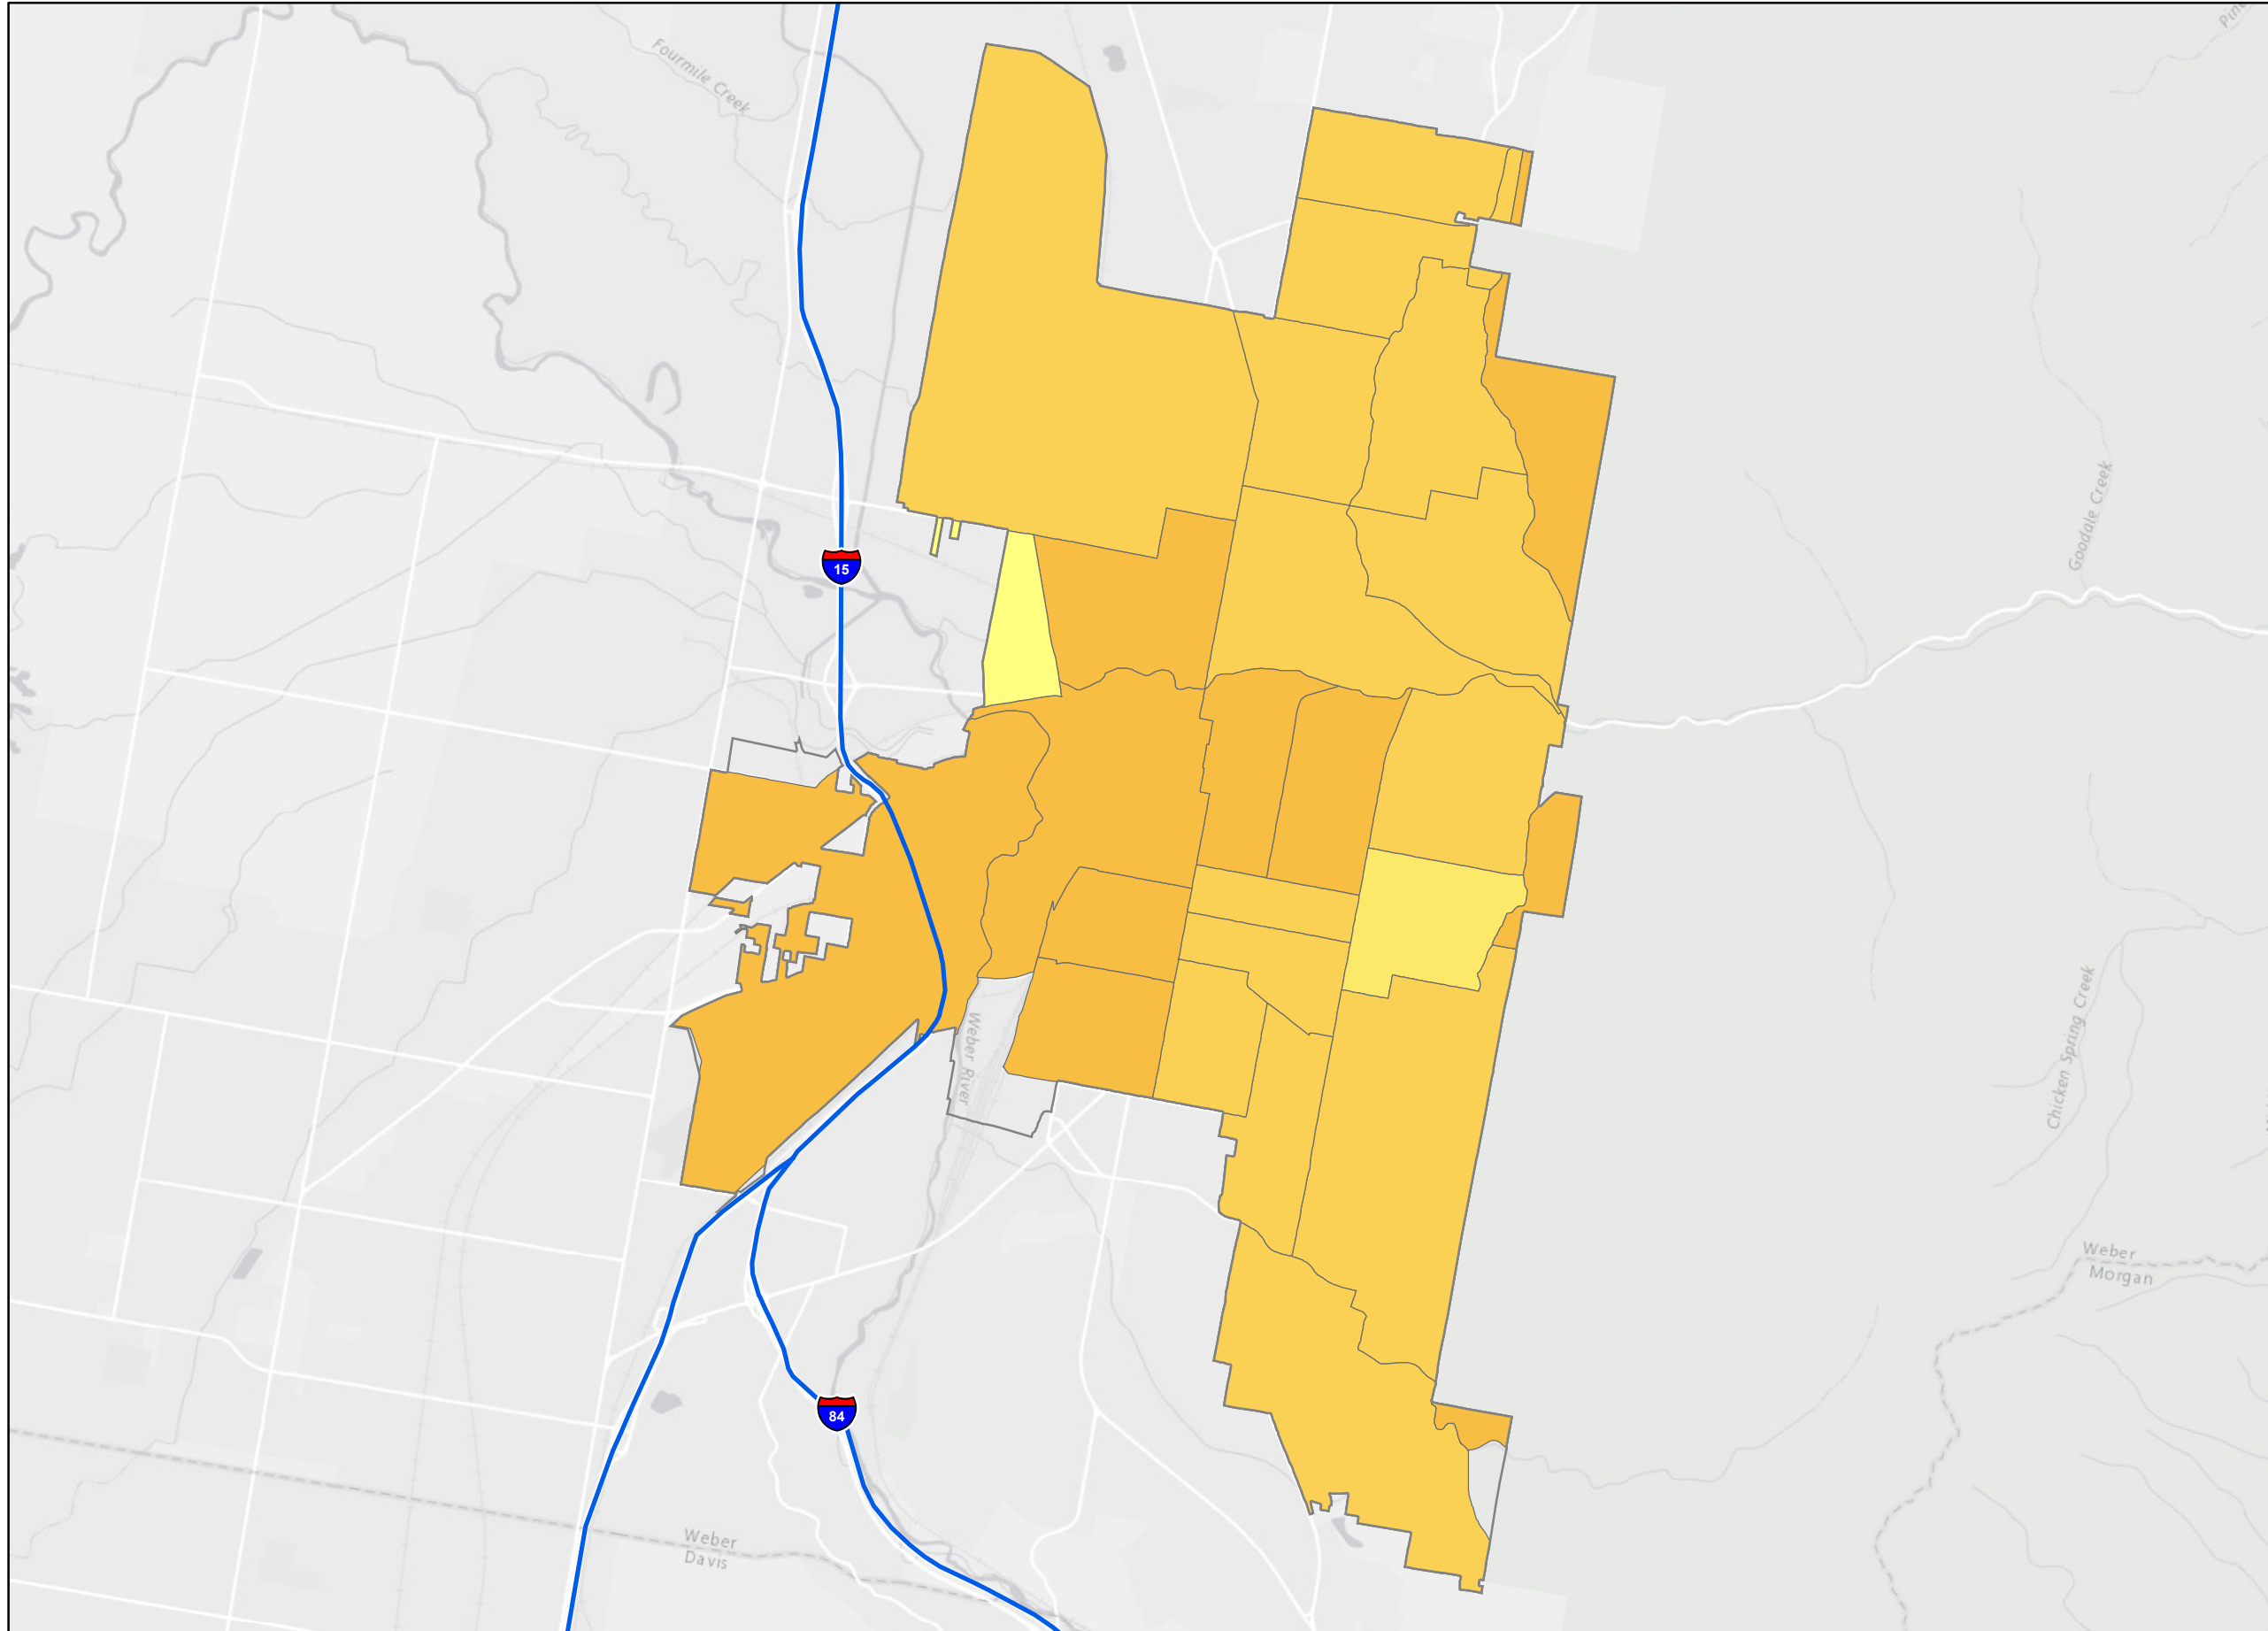 Fourmile Creek
15
Goodale Creek
Weber River
Chicken Spring Creek
Weber
Morgan
84
Weber
Davis